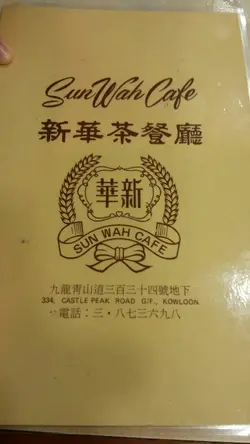 Sun Wah Cafe
新華茶餐廳
華新
SUN WAH CAFE
九龍靑山道三百三十四號地下
334, CASTLE PEAK ROAD G/F., KOWLOON.
電話：三・八七三六九八